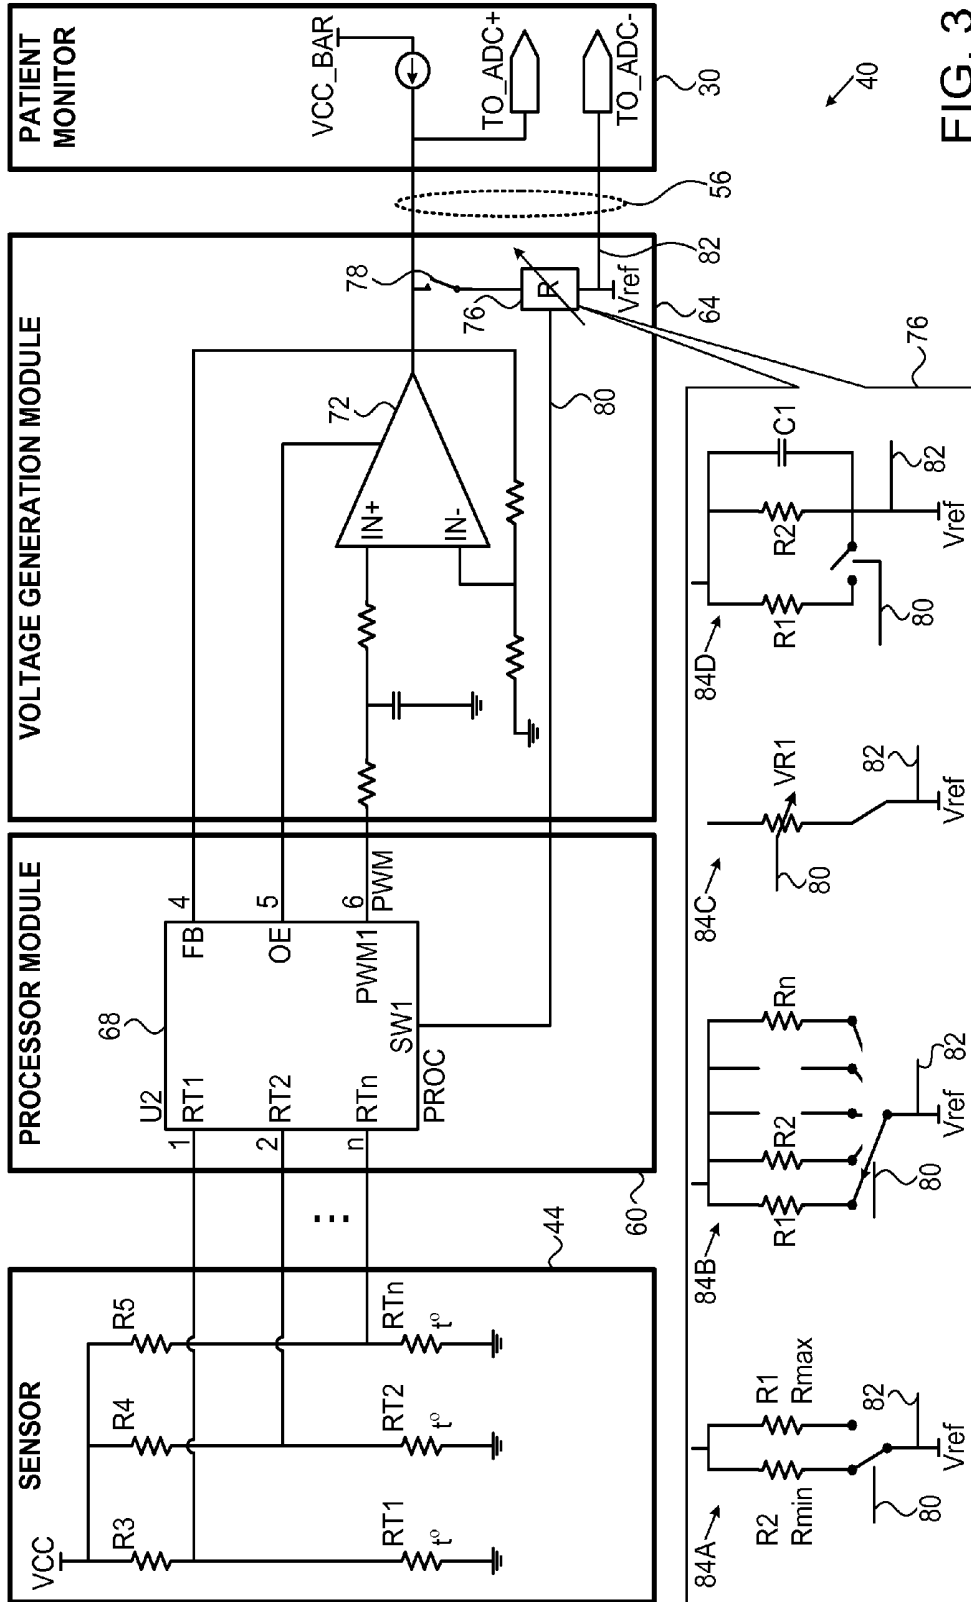 SENSOR
VCC
R3
R4
R5
RT1
t°
RT2
t°
RTn
t°
44
...
PROCESSOR MODULE
U2
68
1
RT1
2
RT2
n
RTn
FB
4
OE
5
PWM1
6
PWM
SW1
PROC
60
VOLTAGE GENERATION MODULE
IN+
IN-
72
78
76
R
80
Vref
82
64
56
PATIENT
MONITOR
VCC_BAR
TO_ADC+
TO_ADC-
30
40
84A
R2
Rmin
R1
Rmax
80
82
Vref
84B
R1
R2
Rn
80
82
Vref
84C
VR1
80
82
Vref
84D
R1
R2
C1
80
82
Vref
76
FIG. 3